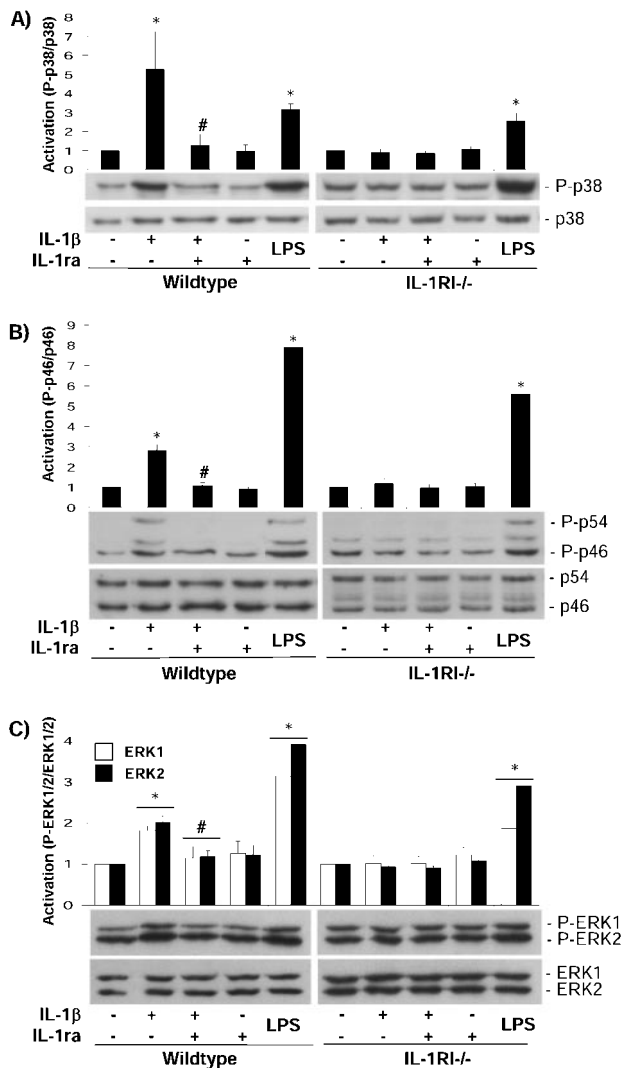 A)
Activation (P-p38/p38)
8
7
6
5
4
3
2
1
0
* # * *
- P-p38
- p38
IL-1β - + + - LPS - + + - LPS
IL-1ra - - + + - - + +
Wildtype IL-1RI-/-
B)
Activation (P-p46/p46)
9
8
7
6
5
4
3
2
1
0
* # * *
- P-p54
- P-p46
- p54
- p46
IL-1β - + + - LPS - + + - LPS
IL-1ra - - + + - - + +
Wildtype IL-1RI-/-
C)
Activation (P-ERK1/2/ERK1/2)
4
3
2
1
0
ERK1
ERK2
* # * *
- P-ERK1
- P-ERK2
- ERK1
- ERK2
IL-1β - + + - LPS - + + - LPS
IL-1ra - - + + - - + +
Wildtype IL-1RI-/-